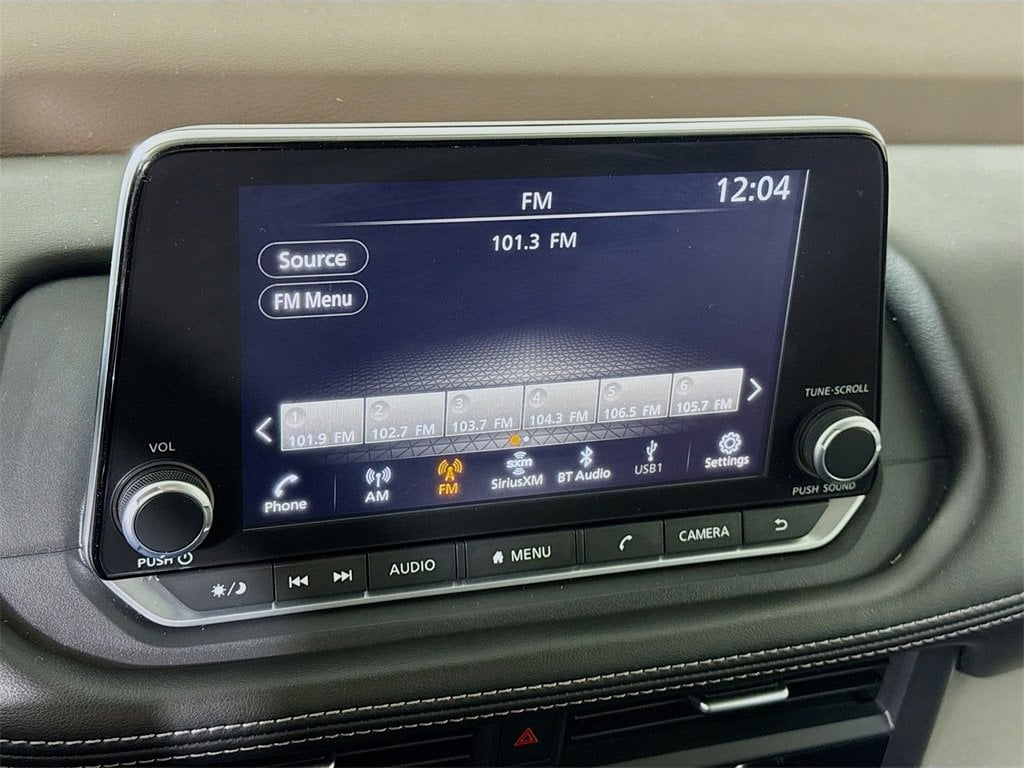 FM
12:04
101.3 FM
Source
FM Menu
1
2
3
4
5
6
101.9 FM
102.7 FM
103.7 FM
104.3 FM
106.5 FM
105.7 FM
Phone
AM
FM
sxm
SiriusXM
BT Audio
USB1
Settings
VOL
PUSH
TUNE·SCROLL
PUSH SOUND
AUDIO
MENU
CAMERA